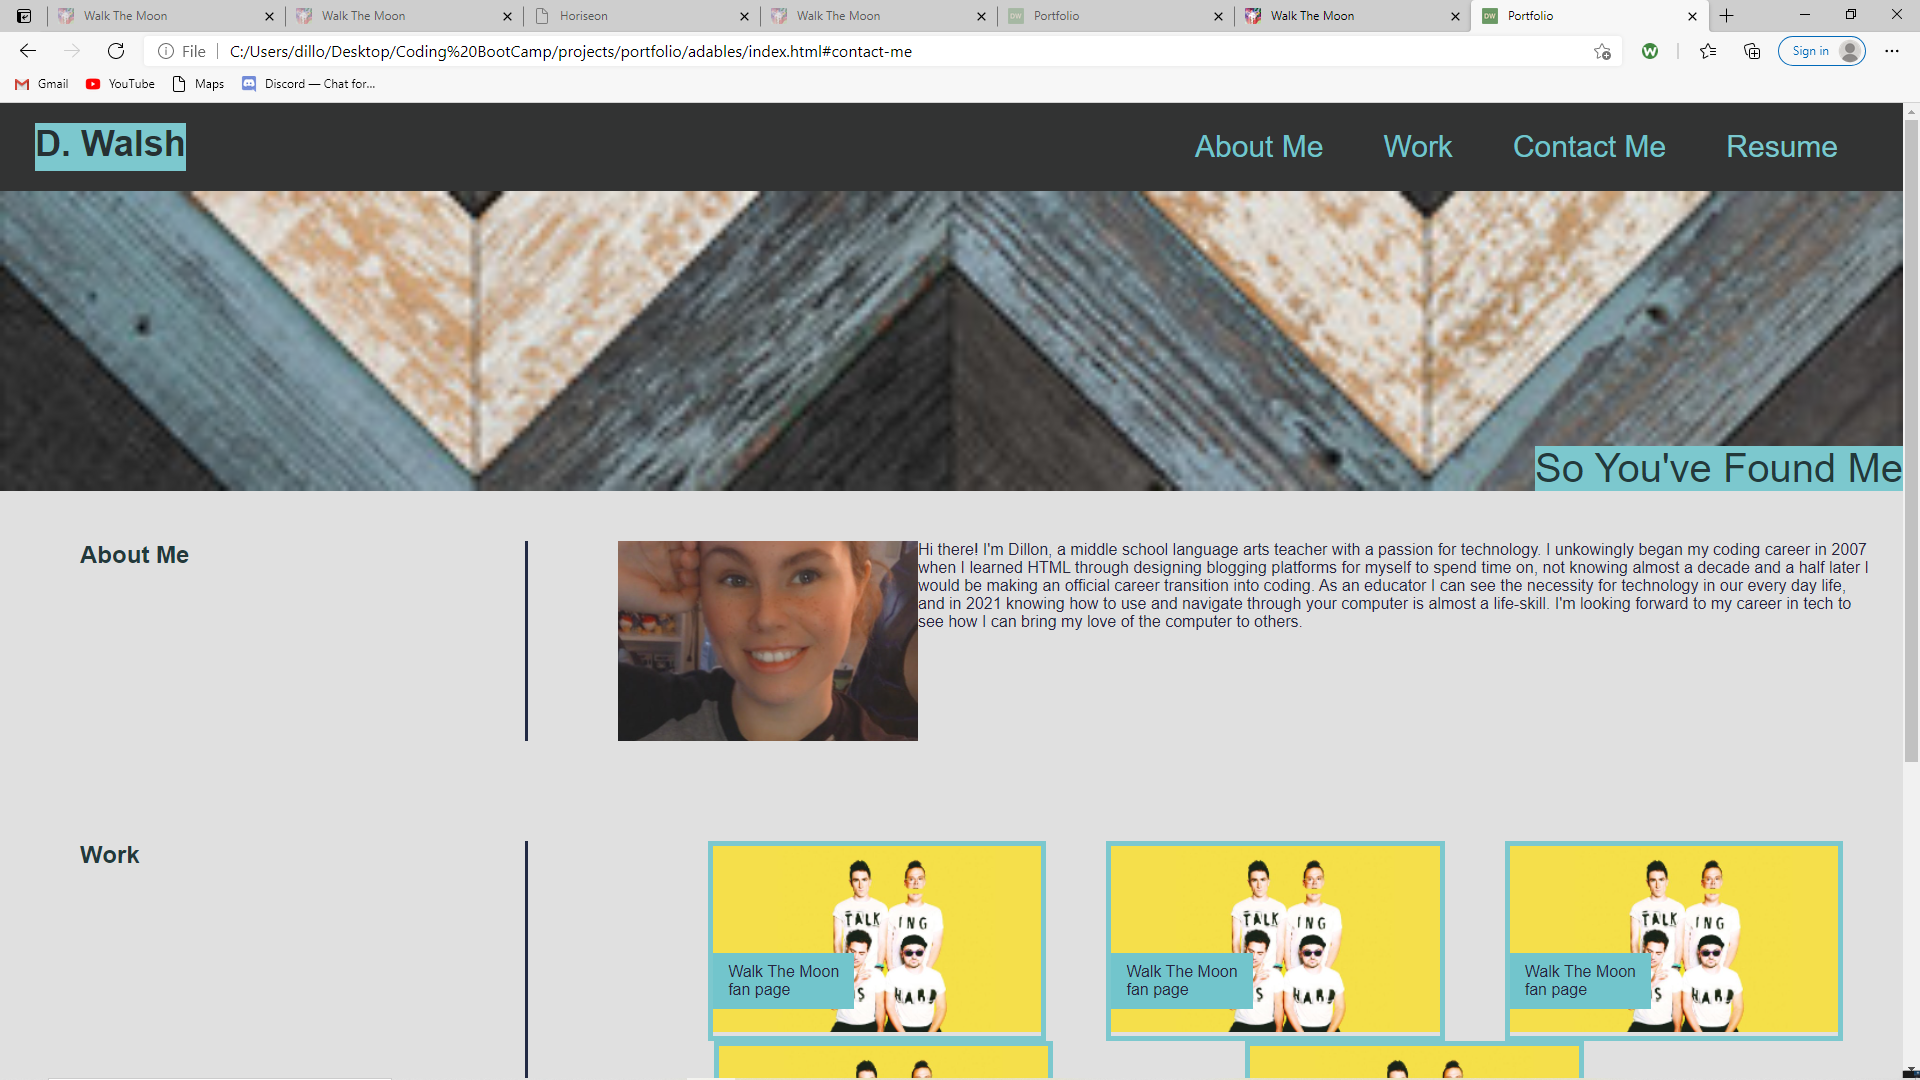 Walk The Moon
Walk The Moon
Horiseon
Walk The Moon
DW Portfolio
Walk The Moon
DW Portfolio
File
C:/Users/dillo/Desktop/Coding%20BootCamp/projects/portfolio/adables/index.html#contact-me
W
Sign in
Gmail
YouTube
Maps
Discord — Chat for...
D. Walsh
About Me
Work
Contact Me
Resume
So You've Found Me
About Me
Hi there! I'm Dillon, a middle school language arts teacher with a passion for technology. I unkowingly began my coding career in 2007
when I learned HTML through designing blogging platforms for myself to spend time on, not knowing almost a decade and a half later I
would be making an official career transition into coding. As an educator I can see the necessity for technology in our every day life,
and in 2021 knowing how to use and navigate through your computer is almost a life-skill. I'm looking forward to my career in tech to
see how I can bring my love of the computer to others.
Work
TALK ING
HARD
Walk The Moon
fan page
TALK ING
HARD
Walk The Moon
fan page
TALK ING
HARD
Walk The Moon
fan page